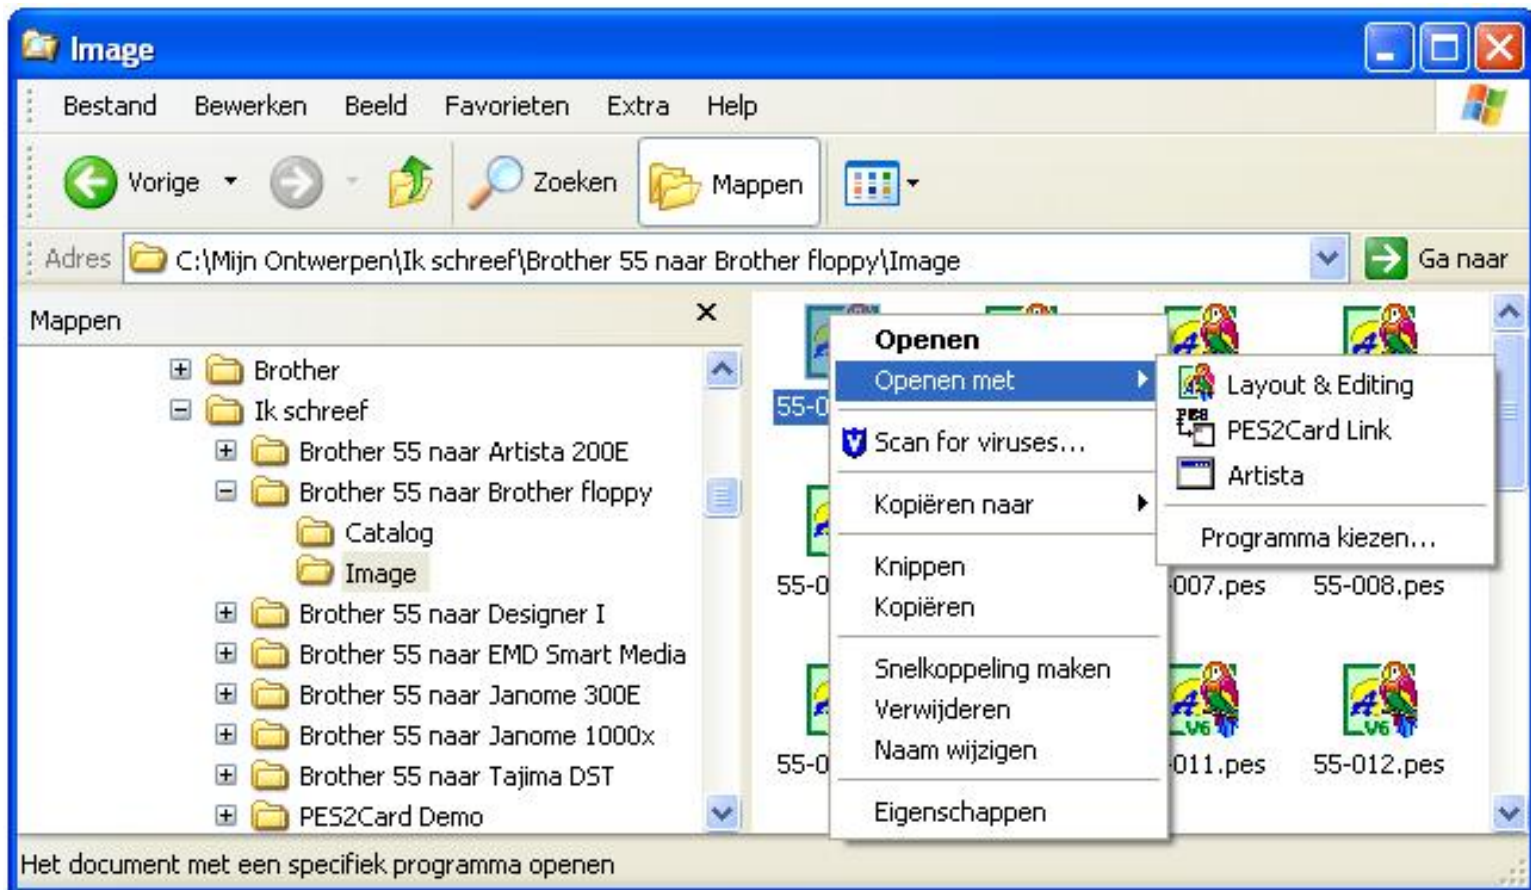 Image
Bestand Bewerken Beeld Favorieten Extra Help
Vorige Zoeken Mappen
Adres C:\Mijn Ontwerpen\Ik schreef\Brother 55 naar Brother floppy\Image Ga naar
Mappen
Brother
Ik schreef
Brother 55 naar Artista 200E
Brother 55 naar Brother floppy
Catalog
Image
Brother 55 naar Designer I
Brother 55 naar EMD Smart Media
Brother 55 naar Janome 300E
Brother 55 naar Janome 1000x
Brother 55 naar Tajima DST
PES2Card Demo
Openen
Openen met
Scan for viruses...
Kopiëren naar
Knippen
Kopiëren
Snelkoppeling maken
Verwijderen
Naam wijzigen
Eigenschappen
Layout & Editing
PES2Card Link
Artista
Programma kiezen...
55-008.pes
55-012.pes
Het document met een specifiek programma openen